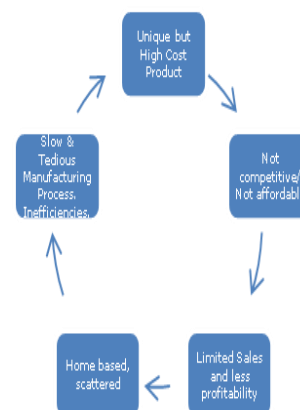 Unique but
High Cost
Product
Not
competitive/
Not affordabl
Limited Sales
and less
profitability
Home based,
scattered
Slow &
Tedious
Manufacturing
Process.
Inefficiencies.